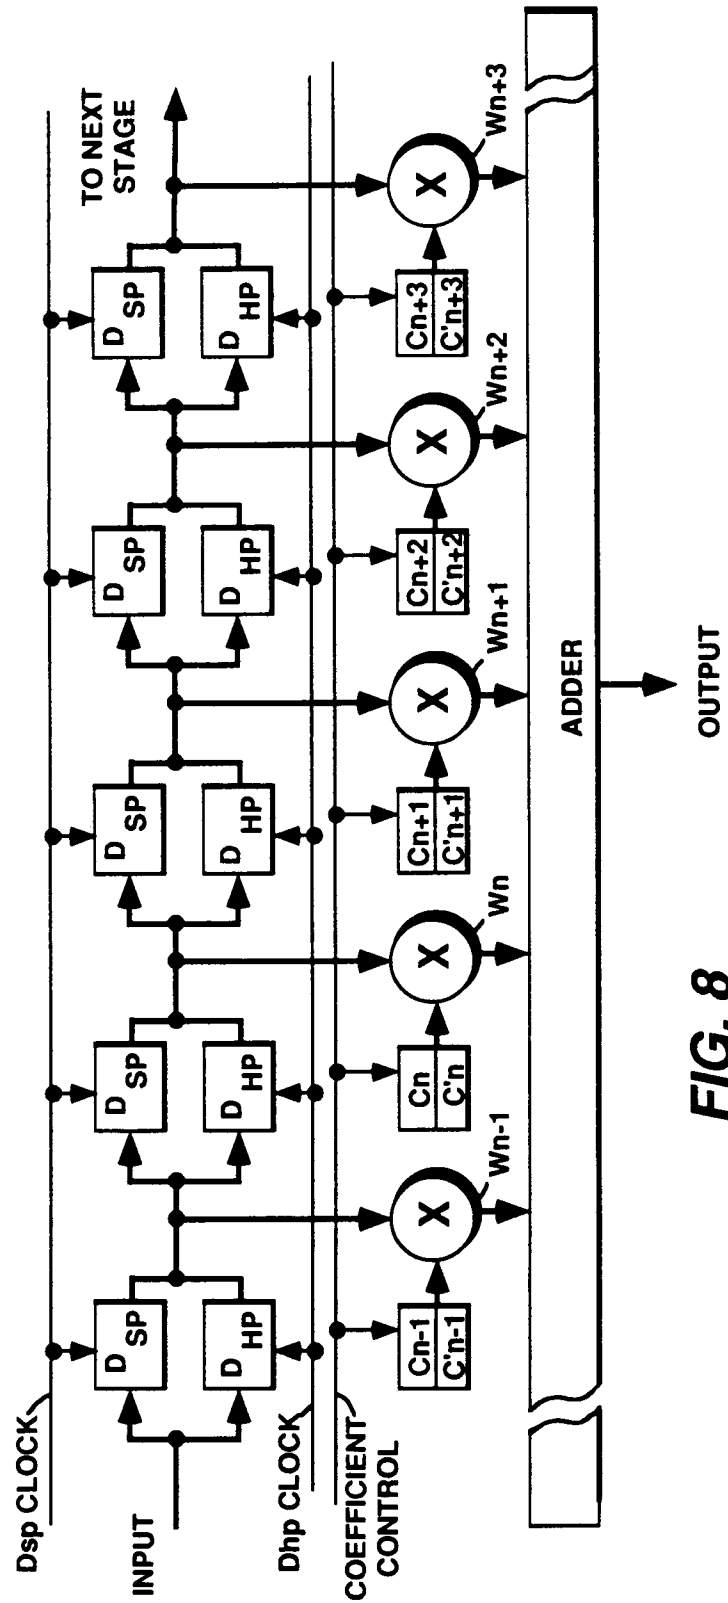 Dsp CLOCK
INPUT
Dhp CLOCK
COEFFICIENT
CONTROL
D SP
D SP
D SP
D SP
D SP
TO NEXT
STAGE
D HP
D HP
D HP
D HP
D HP
Cn-1
C'n-1
Cn
C'n
Cn+1
C'n+1
Cn+2
C'n+2
Cn+3
C'n+3
X
X
X
X
X
Wn-1
Wn
Wn+1
Wn+2
Wn+3
ADDER
OUTPUT
FIG. 8